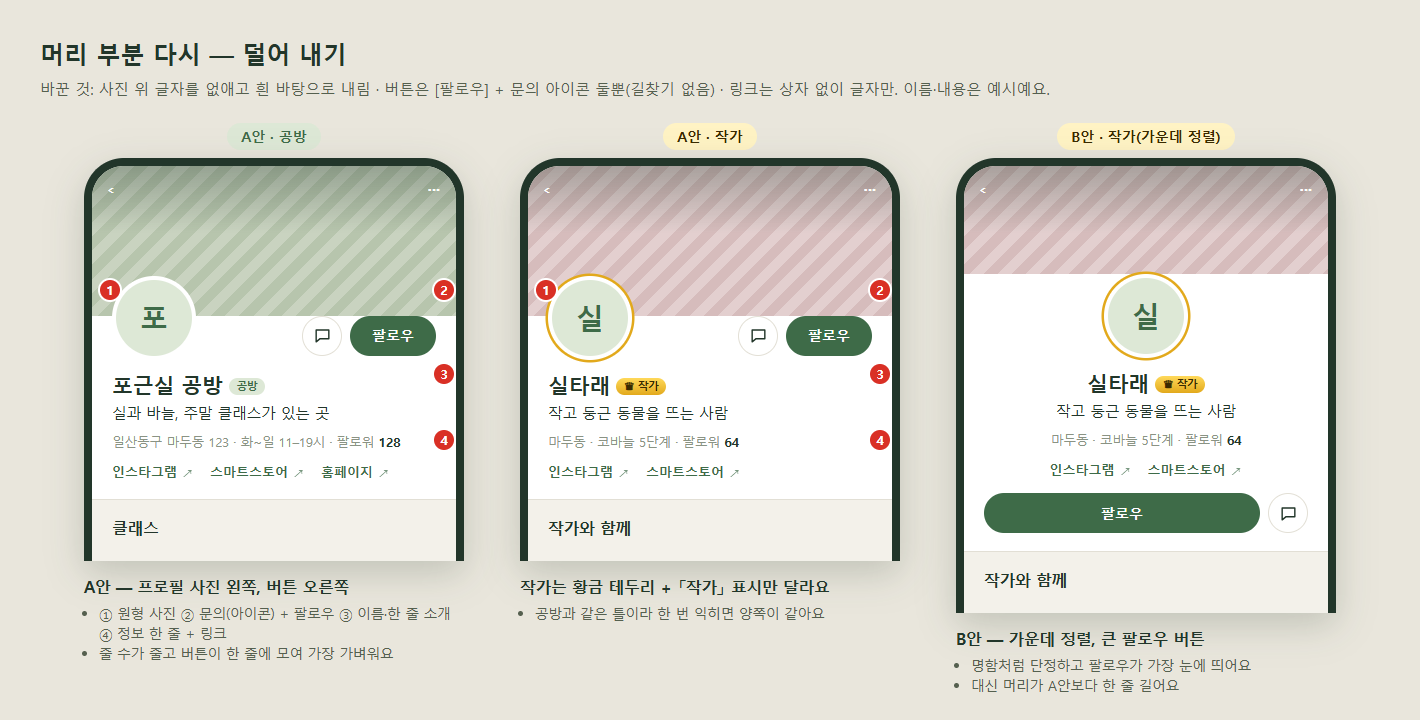 머리 부분 다시 — 덜어 내기
바꾼 것: 사진 위 글자를 없애고 흰 바탕으로 내림 · 버튼은 [팔로우] + 문의 아이콘 둘뿐(길찾기 없음) · 링크는 상자 없이 글자만. 이름·내용은 예시예요.
A안 · 공방
1
2
포
팔로우
3
포근실 공방 공방
실과 바늘, 주말 클래스가 있는 곳
일산동구 마두동 123 · 화~일 11–19시 · 팔로워 128
4
인스타그램 ↗ 스마트스토어 ↗ 홈페이지 ↗
클래스
A안 — 프로필 사진 왼쪽, 버튼 오른쪽
• ① 원형 사진 ② 문의(아이콘) + 팔로우 ③ 이름·한 줄 소개
④ 정보 한 줄 + 링크
• 줄 수가 줄고 버튼이 한 줄에 모여 가장 가벼워요
A안 · 작가
1
2
실
팔로우
3
실타래 ♛ 작가
작고 둥근 동물을 뜨는 사람
마두동 · 코바늘 5단계 · 팔로워 64
4
인스타그램 ↗ 스마트스토어 ↗
작가와 함께
작가는 황금 테두리 + 「작가」 표시만 달라요
• 공방과 같은 틀이라 한 번 익히면 양쪽이 같아요
B안 · 작가(가운데 정렬)
실
실타래 ♛ 작가
작고 둥근 동물을 뜨는 사람
마두동 · 코바늘 5단계 · 팔로워 64
인스타그램 ↗ 스마트스토어 ↗
팔로우
작가와 함께
B안 — 가운데 정렬, 큰 팔로우 버튼
• 명함처럼 단정하고 팔로우가 가장 눈에 띄어요
• 대신 머리가 A안보다 한 줄 길어요